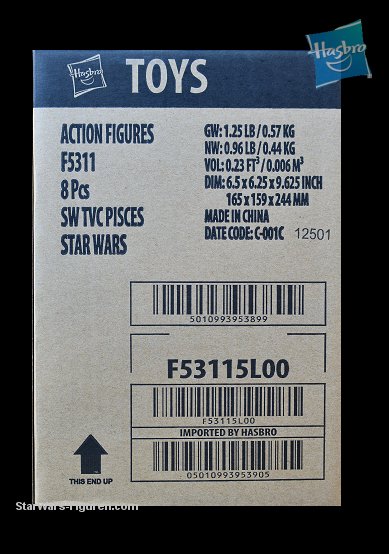 Hasbro
Hasbro
TOYS
ACTION FIGURES
F5311
8 Pcs
SW TVC PISCES
STAR WARS
GW: 1.25 LB / 0.57 KG
NW: 0.96 LB / 0.44 KG
VOL: 0.23 FT³ / 0.006 M³
DIM: 6.5 x 6.25 x 9.625 INCH
165 x 159 x 244 MM
MADE IN CHINA
DATE CODE: C-001C 12501
5010993953899
F53115L00
F53115L00
IMPORTED BY HASBRO
05010993953905
THIS END UP
StarWars-Figuren.com